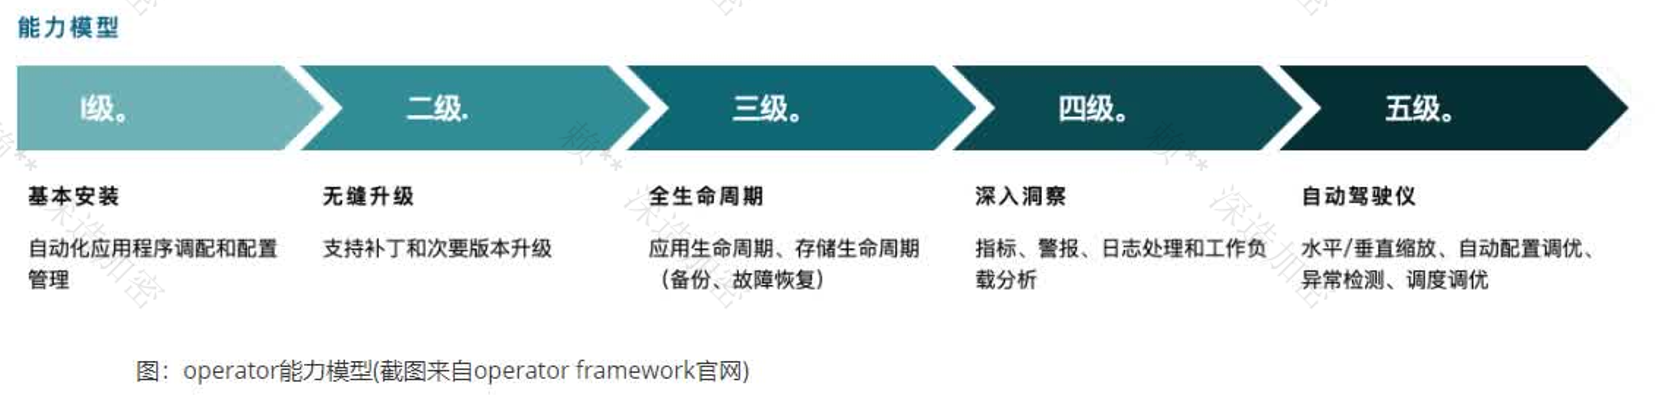 能力模型
I级。
二级.
三级。
四级。
五级。
基本安装
无缝升级
全生命周期
深入洞察
自动驾驶仪
自动化应用程序调配和配置
管理
支持补丁和次要版本升级
应用生命周期、存储生命周期
（备份、故障恢复）
指标、警报、日志处理和工作负
载分析
水平/垂直缩放、自动配置调优、
异常检测、调度调优
图：operator能力模型(截图来自operator framework官网)